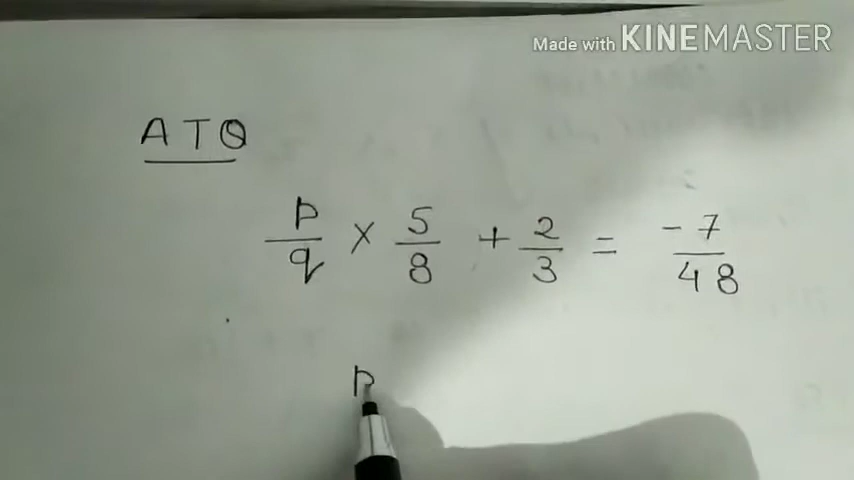 Made with KINEMASTER
ATQ
p/q × 5/8 + 2/3 = -7/48
p